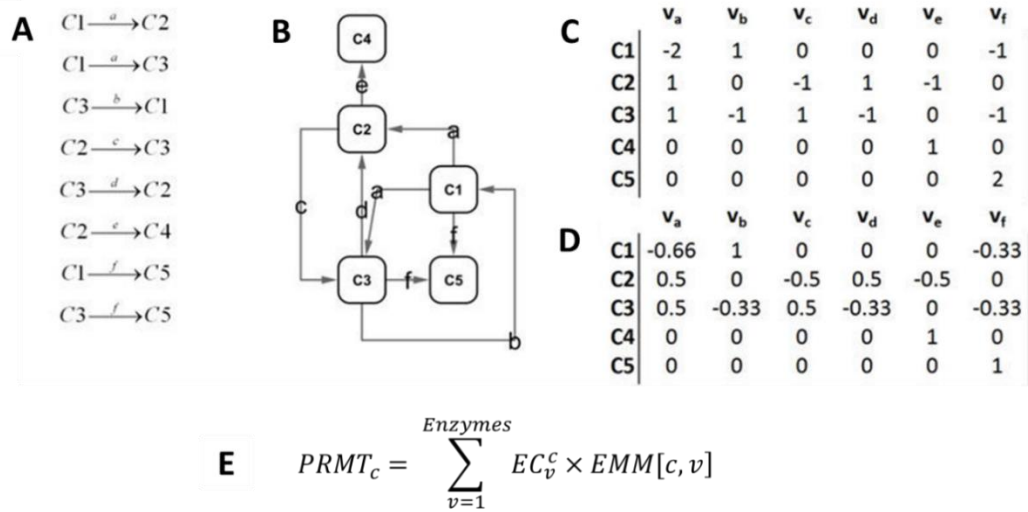 A
C1 —a→ C2
C1 —a→ C3
C3 —b→ C1
C2 —c→ C3
C3 —d→ C2
C2 —e→ C4
C1 —f→ C5
C3 —f→ C5
B
C4
e
C2
a
C1
a
c
d
f
C3
f
C5
b
C
va vb vc vd ve vf
C1 -2 1 0 0 0 -1
C2 1 0 -1 1 -1 0
C3 1 -1 1 -1 0 -1
C4 0 0 0 0 1 0
C5 0 0 0 0 0 2
D
va vb vc vd ve vf
C1 -0.66 1 0 0 0 -0.33
C2 0.5 0 -0.5 0.5 -0.5 0
C3 0.5 -0.33 0.5 -0.33 0 -0.33
C4 0 0 0 0 1 0
C5 0 0 0 0 0 1
E
PRMT_c = ∑_{v=1}^{Enzymes} EC_v^c × EMM[c, v]